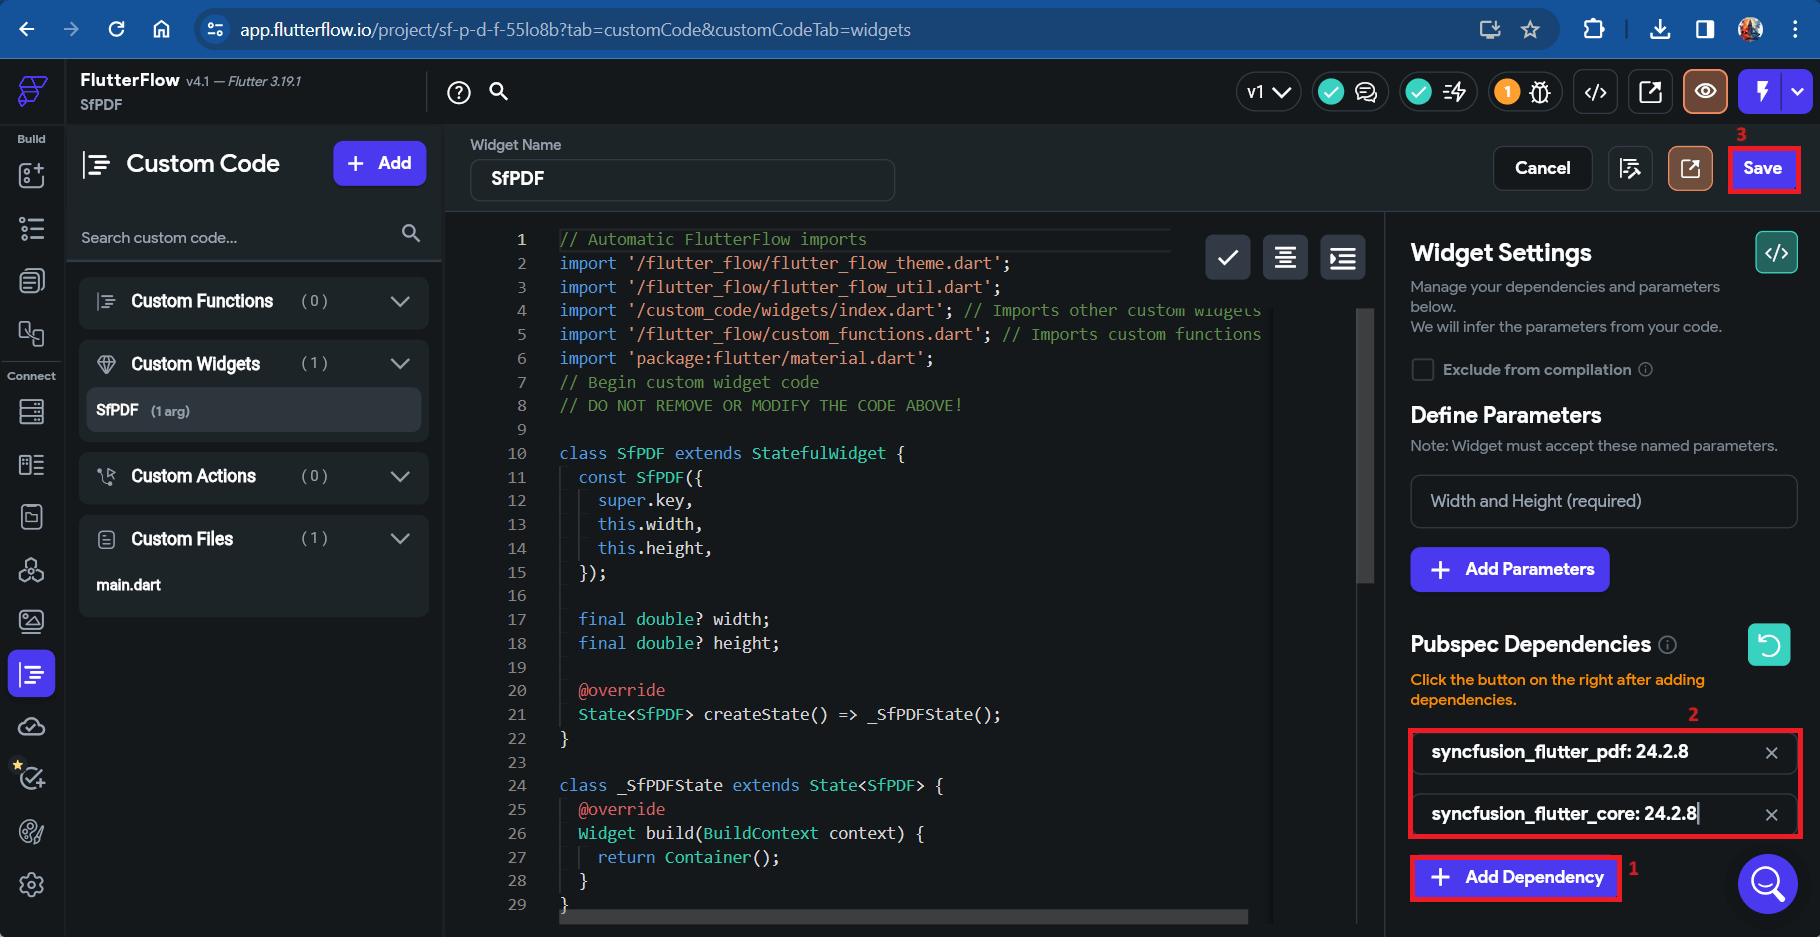 app.flutterflow.io/project/sf-p-d-f-55lo8b?tab=customCode&customCodeTab=widgets
FlutterFlow v4.1 — Flutter 3.19.1
SfPDF
v1
1
Build
Connect
Custom Code
+ Add
Search custom code...
Custom Functions (0)
Custom Widgets (1)
SfPDF (1 arg)
Custom Actions (0)
Custom Files (1)
main.dart
Widget Name
SfPDF
Cancel
3
Save
1 // Automatic FlutterFlow imports
2 import '/flutter_flow/flutter_flow_theme.dart';
3 import '/flutter_flow/flutter_flow_util.dart';
4 import '/custom_code/widgets/index.dart'; // Imports other custom widgets
5 import '/flutter_flow/custom_functions.dart'; // Imports custom functions
6 import 'package:flutter/material.dart';
7 // Begin custom widget code
8 // DO NOT REMOVE OR MODIFY THE CODE ABOVE!
9
10 class SfPDF extends StatefulWidget {
11 const SfPDF({
12 super.key,
13 this.width,
14 this.height,
15 });
16
17 final double? width;
18 final double? height;
19
20 @override
21 State<SfPDF> createState() => _SfPDFState();
22 }
23
24 class _SfPDFState extends State<SfPDF> {
25 @override
26 Widget build(BuildContext context) {
27 return Container();
28 }
29 }
Widget Settings
</>
Manage your dependencies and parameters
below.
We will infer the parameters from your code.
Exclude from compilation
Define Parameters
Note: Widget must accept these named parameters.
Width and Height (required)
+ Add Parameters
Pubspec Dependencies
Click the button on the right after adding
dependencies.
2
syncfusion_flutter_pdf: 24.2.8
syncfusion_flutter_core: 24.2.8
+ Add Dependency
1